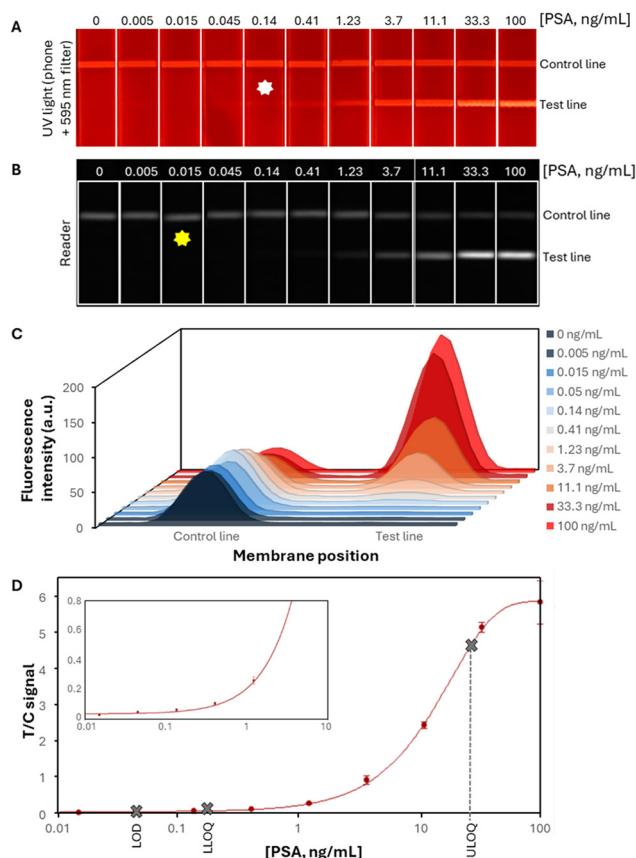 A
UV light (phone
+ 595 nm filter)
0 0.005 0.015 0.045 0.14 0.41 1.23 3.7 11.1 33.3 100 [PSA, ng/mL]
Control line
Test line
B
Reader
0 0.005 0.015 0.045 0.14 0.41 1.23 3.7 11.1 33.3 100 [PSA, ng/mL]
Control line
Test line
C
Fluorescence
intensity (a.u.)
200
150
100
50
0
Control line Test line
Membrane position
0 ng/mL
0.005 ng/mL
0.015 ng/mL
0.05 ng/mL
0.14 ng/mL
0.41 ng/mL
1.23 ng/mL
3.7 ng/mL
11.1 ng/mL
33.3 ng/mL
100 ng/mL
D
T/C signal
6
5
4
3
2
1
0
0.8
0.6
0.4
0.2
0
0.01 0.1 1 10
0.01 0.1 1 10 100
LOD LLOQ ULOQ
[PSA, ng/mL]